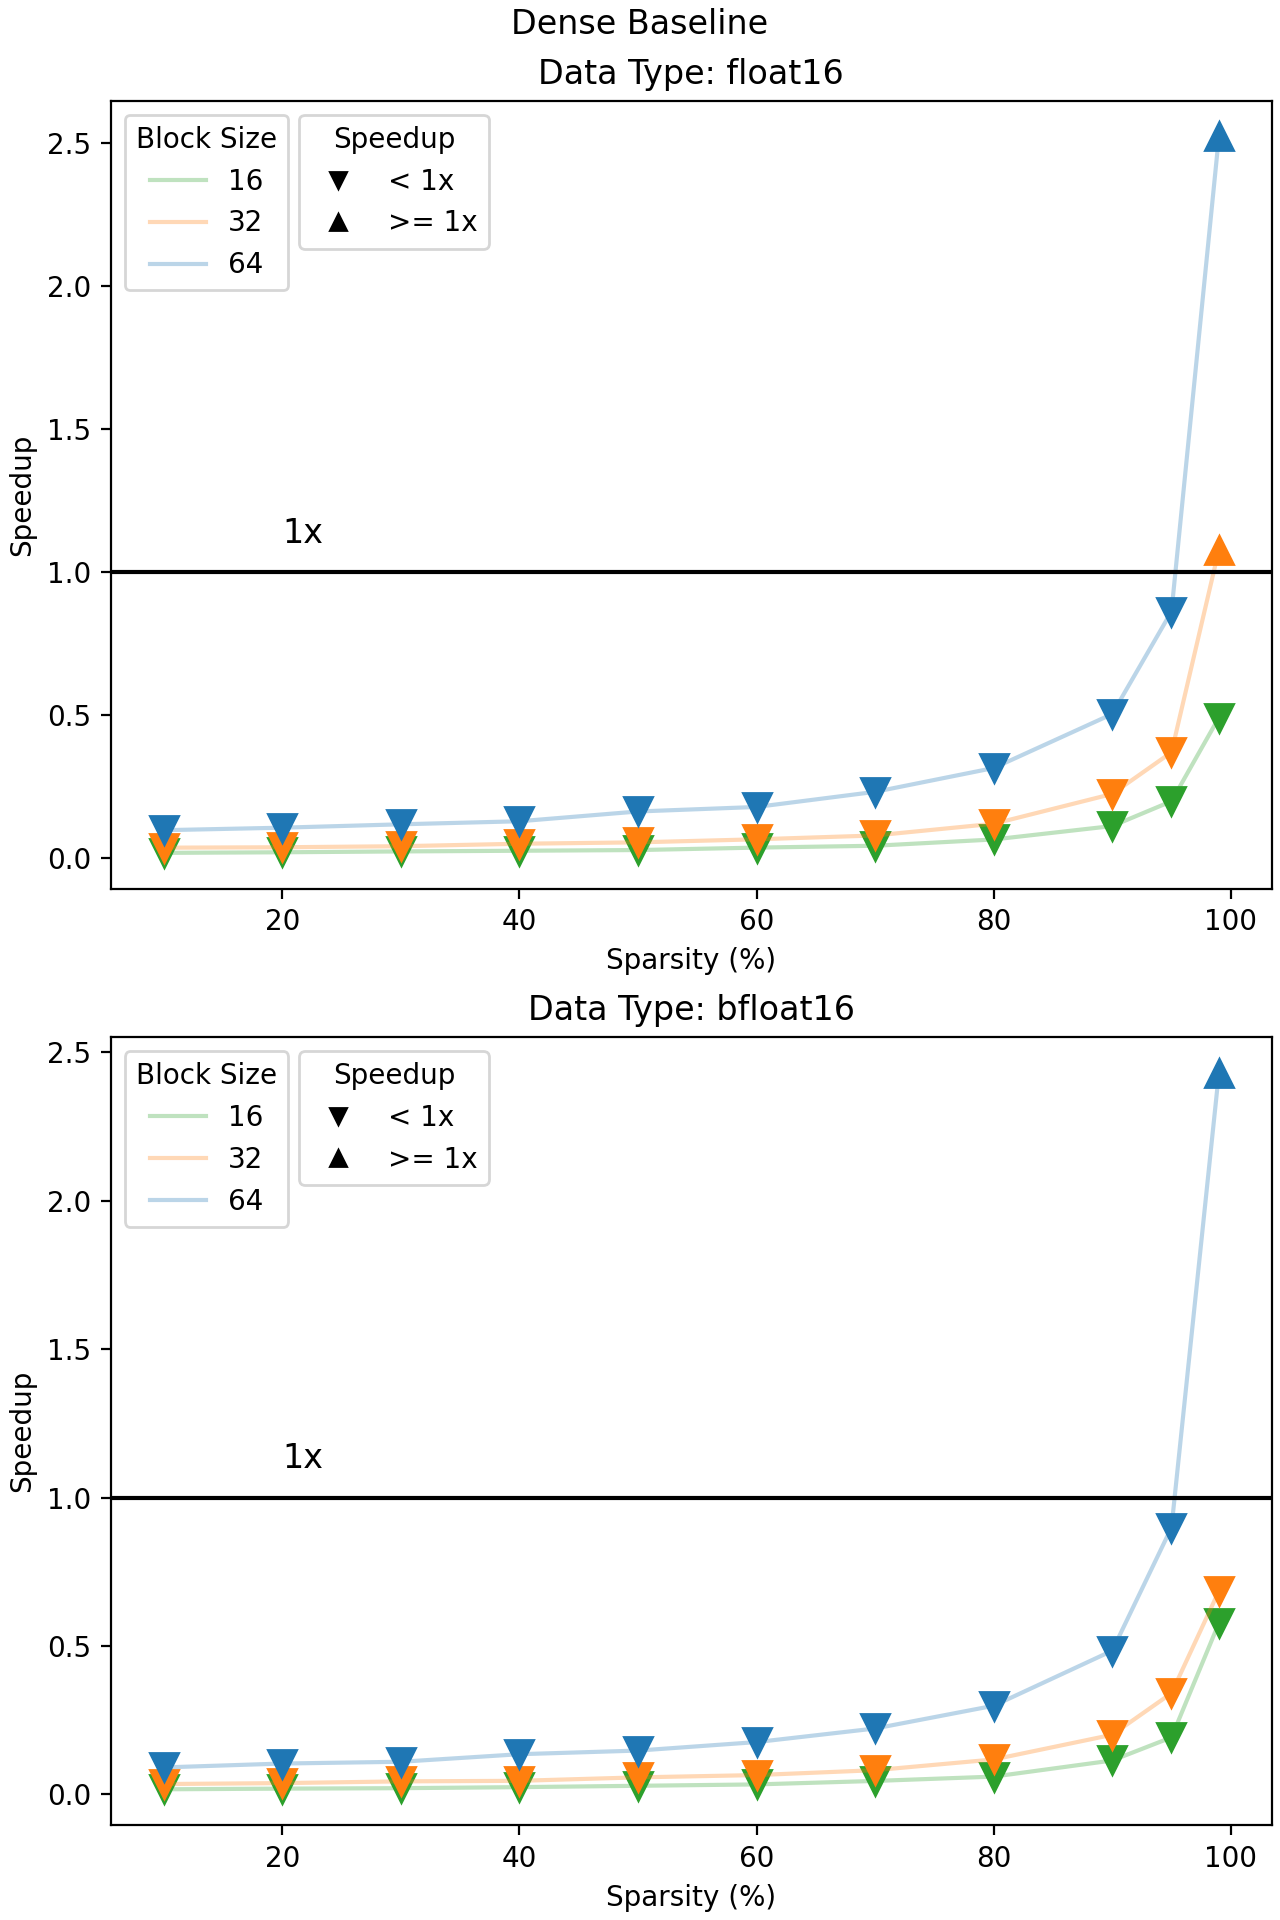 Dense Baseline
Data Type: float16
Block Size
16
32
64
Speedup
< 1x
>= 1x
2.5
2.0
1.5
1.0
0.5
0.0
Speedup
1x
20
40
60
80
100
Sparsity (%)
Data Type: bfloat16
Block Size
16
32
64
Speedup
< 1x
>= 1x
2.5
2.0
1.5
1.0
0.5
0.0
Speedup
1x
20
40
60
80
100
Sparsity (%)